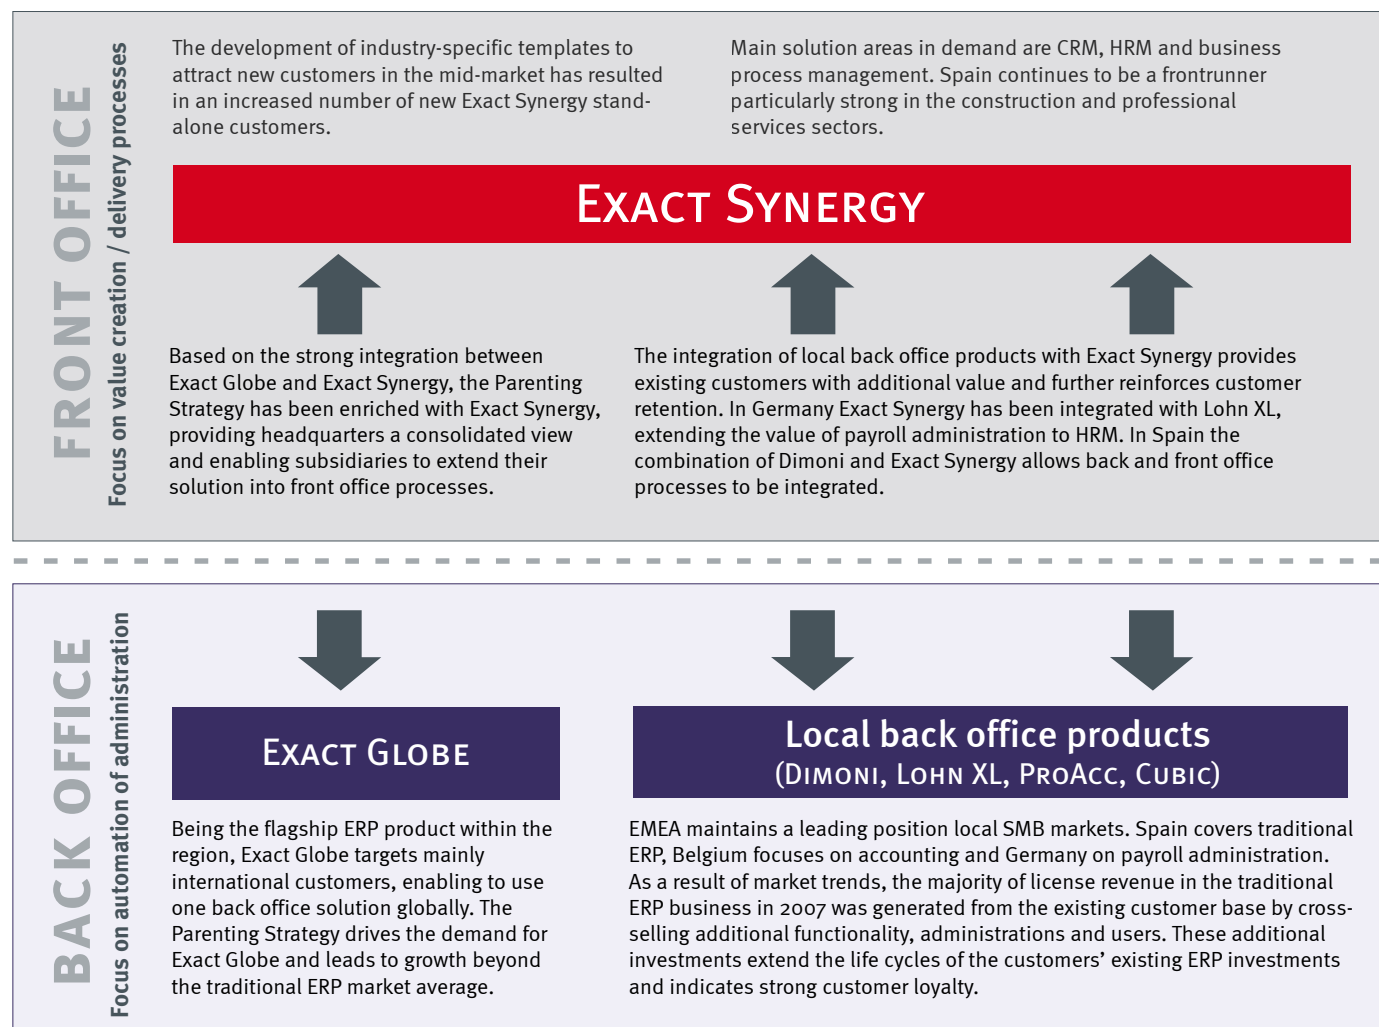 FRONT OFFICE
Focus on value creation / delivery processes
The development of industry-specific templates to
attract new customers in the mid-market has resulted
in an increased number of new Exact Synergy stand-
alone customers.
Main solution areas in demand are CRM, HRM and business
process management. Spain continues to be a frontrunner
particularly strong in the construction and professional
services sectors.
EXACT SYNERGY
Based on the strong integration between
Exact Globe and Exact Synergy, the Parenting
Strategy has been enriched with Exact Synergy,
providing headquarters a consolidated view
and enabling subsidiaries to extend their
solution into front office processes.
The integration of local back office products with Exact Synergy provides
existing customers with additional value and further reinforces customer
retention. In Germany Exact Synergy has been integrated with Lohn XL,
extending the value of payroll administration to HRM. In Spain the
combination of Dimoni and Exact Synergy allows back and front office
processes to be integrated.
BACK OFFICE
Focus on automation of administration
EXACT GLOBE
Being the flagship ERP product within the
region, Exact Globe targets mainly
international customers, enabling to use
one back office solution globally. The
Parenting Strategy drives the demand for
Exact Globe and leads to growth beyond
the traditional ERP market average.
Local back office products
(DIMONI, LOHN XL, PROACC, CUBIC)
EMEA maintains a leading position local SMB markets. Spain covers traditional
ERP, Belgium focuses on accounting and Germany on payroll administration.
As a result of market trends, the majority of license revenue in the traditional
ERP business in 2007 was generated from the existing customer base by cross-
selling additional functionality, administrations and users. These additional
investments extend the life cycles of the customers' existing ERP investments
and indicates strong customer loyalty.